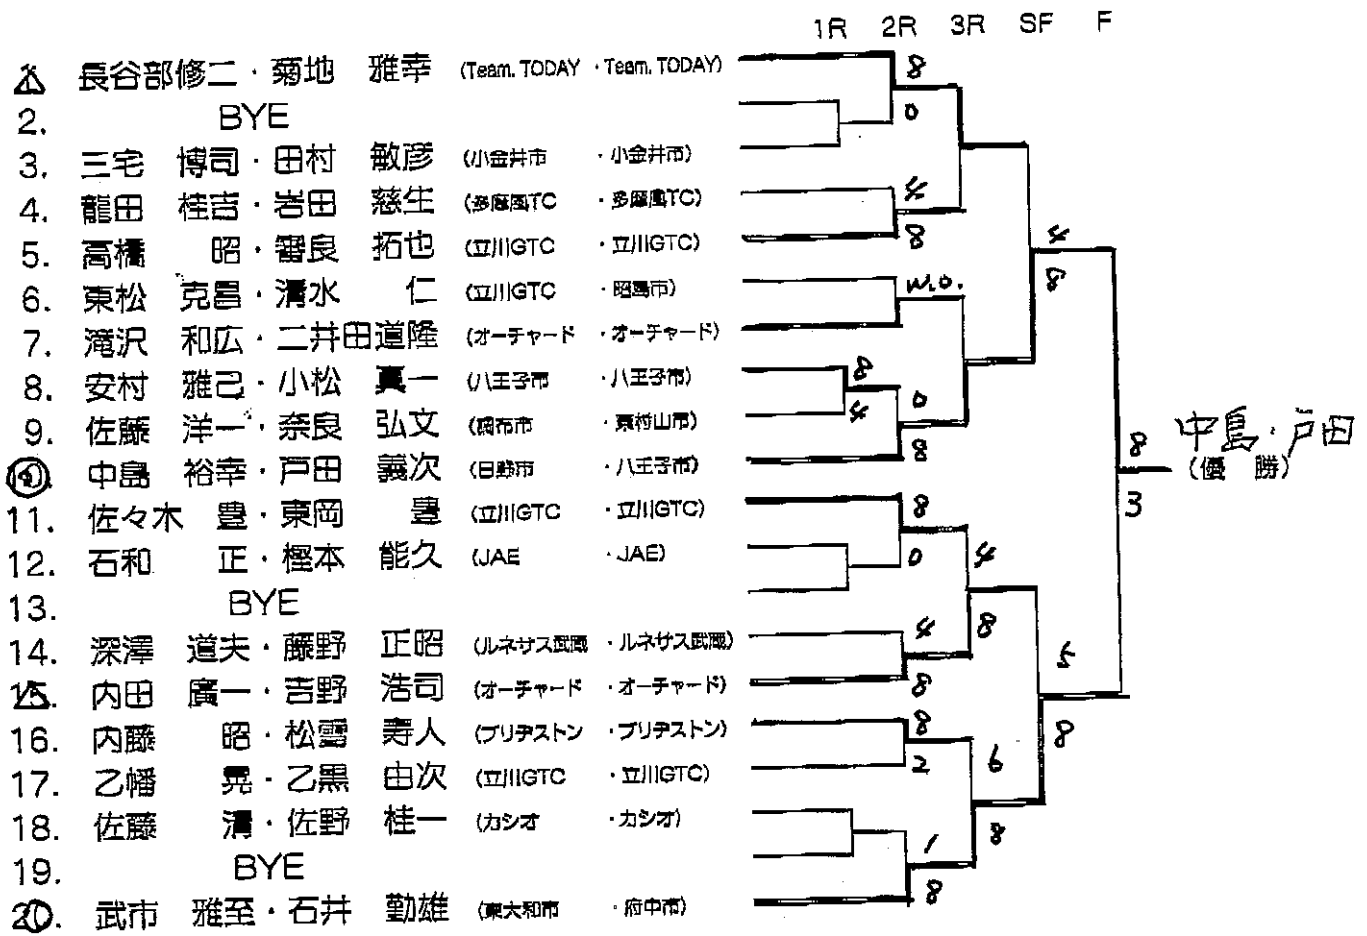 1R 2R 3R SF F
1. 長谷部修二・菊地 雅幸 (Team. TODAY ・Team. TODAY) 8
2. BYE 0
3. 三宅 博司・田村 敏彦 (小金井市 ・小金井市)
4. 龍田 桂吉・岩田 慈生 (多摩風TC ・多摩風TC) 4
5. 高橋 昭・審良 拓也 (立川GTC ・立川GTC) 8 4
6. 東松 克昌・清水 仁 (立川GTC ・昭島市) w.o. 8
7. 滝沢 和広・二井田道隆 (オーチャード ・オーチャード)
8. 安村 雅己・小松 真一 (八王子市 ・八王子市) 8 0
9. 佐藤 洋一・奈良 弘文 (調布市 ・東村山市) 4 8 8 中島・戸田
10. 中島 裕幸・戸田 義次 (日野市 ・八王子市) (優 勝)
11. 佐々木 豊・東岡 豊 (立川GTC ・立川GTC) 8 3
12. 石和 正・樫本 能久 (JAE ・JAE) 0 4
13. BYE
14. 深澤 道夫・藤野 正昭 (ルネサス武蔵 ・ルネサス武蔵) 4 8 5
15. 内田 廣一・吉野 浩司 (オーチャード ・オーチャード) 8
16. 内藤 昭・松雪 寿人 (ブリヂストン ・ブリヂストン) 8 8
17. 乙幡 晃・乙黒 由次 (立川GTC ・立川GTC) 2 6
18. 佐藤 清・佐野 桂一 (カシオ ・カシオ) 8
19. BYE 1
20. 武市 雅至・石井 勤雄 (東大和市 ・府中市) 8